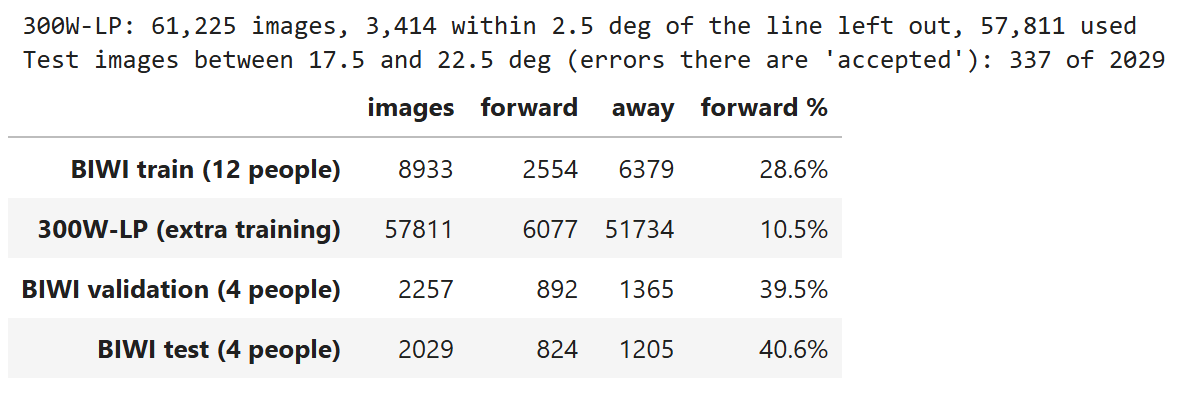 300W-LP: 61,225 images, 3,414 within 2.5 deg of the line left out, 57,811 used
Test images between 17.5 and 22.5 deg (errors there are 'accepted'): 337 of 2029
images forward away forward %
BIWI train (12 people) 8933 2554 6379 28.6%
300W-LP (extra training) 57811 6077 51734 10.5%
BIWI validation (4 people) 2257 892 1365 39.5%
BIWI test (4 people) 2029 824 1205 40.6%